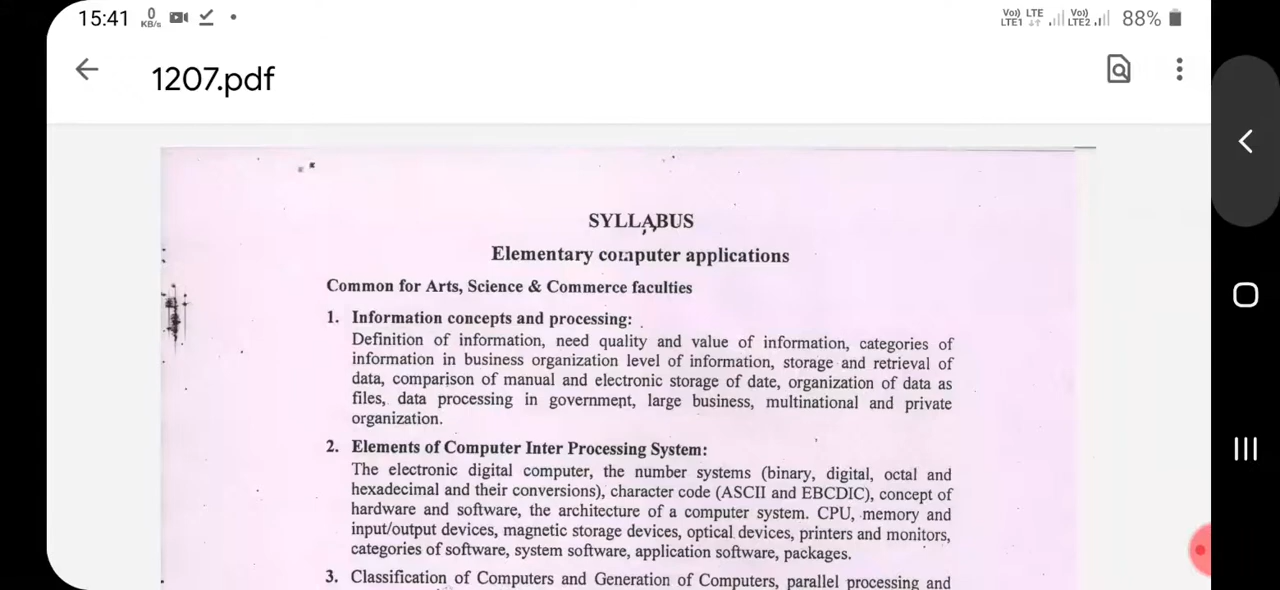 15:41 0 KB/s Vo)) LTE1 LTE Vo)) LTE2 88%
1207.pdf
SYLLABUS
Elementary computer applications
Common for Arts, Science & Commerce faculties
1. Information concepts and processing:
Definition of information, need quality and value of information, categories of
information in business organization level of information, storage and retrieval of
data, comparison of manual and electronic storage of date, organization of data as
files, data processing in government, large business, multinational and private
organization.
2. Elements of Computer Inter Processing System:
The electronic digital computer, the number systems (binary, digital, octal and
hexadecimal and their conversions), character code (ASCII and EBCDIC), concept of
hardware and software, the architecture of a computer system. CPU, memory and
input/output devices, magnetic storage devices, optical devices, printers and monitors,
categories of software, system software, application software, packages.
3. Classification of Computers and Generation of Computers, parallel processing and